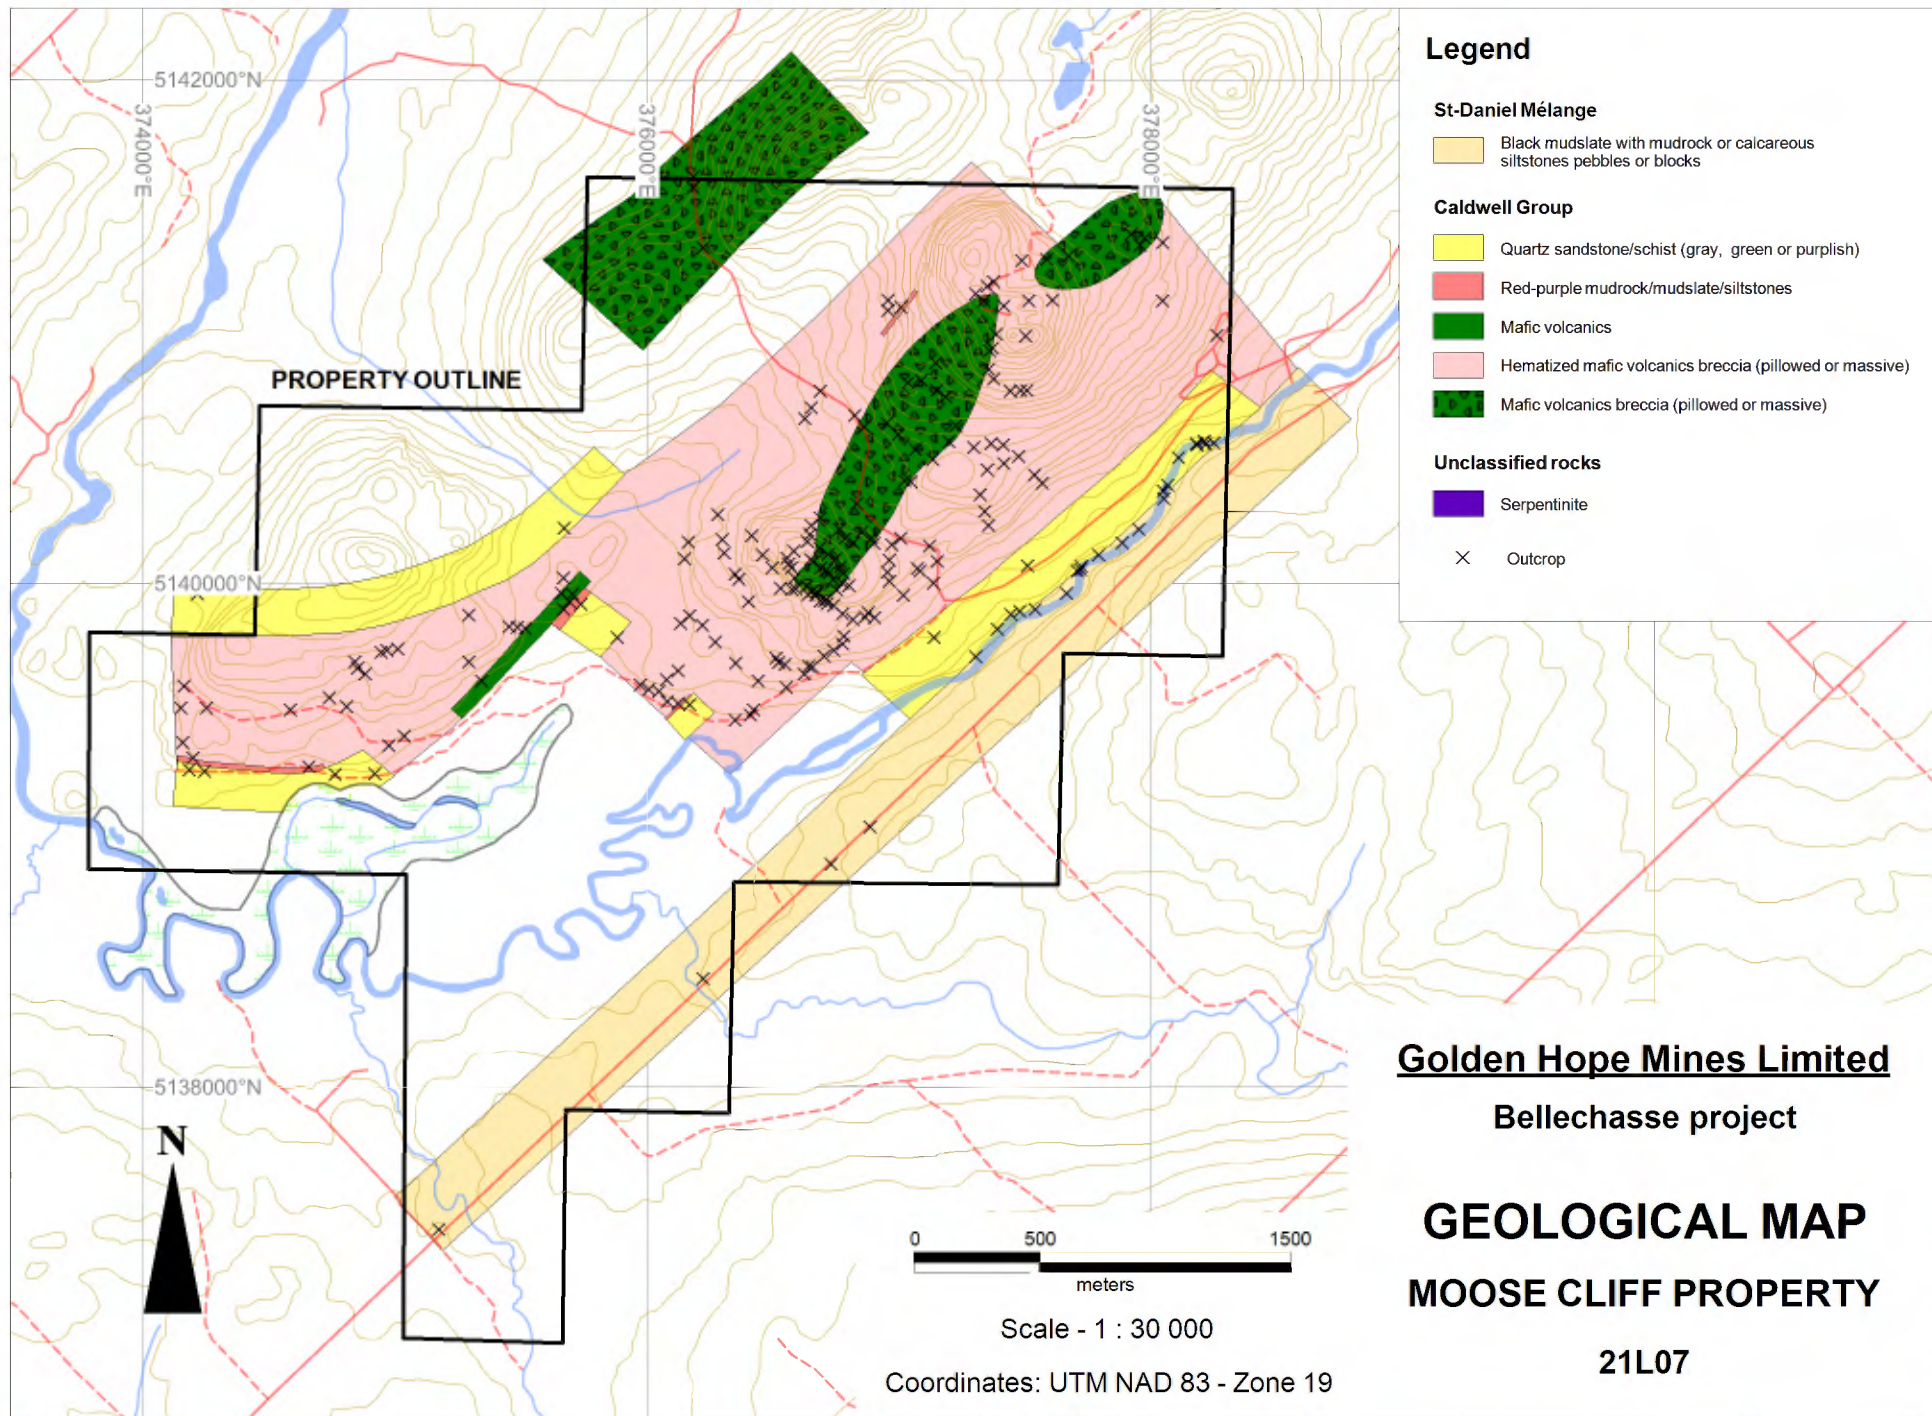 5142000°N
374000°E
376000°E
378000°E
PROPERTY OUTLINE
5140000°N
5138000°N
N
Legend
St-Daniel Mélange
Black mudslate with mudrock or calcareous
siltstones pebbles or blocks
Caldwell Group
Quartz sandstone/schist (gray, green or purplish)
Red-purple mudrock/mudslate/siltstones
Mafic volcanics
Hematized mafic volcanics breccia (pillowed or massive)
Mafic volcanics breccia (pillowed or massive)
Unclassified rocks
Serpentinite
Outcrop
Golden Hope Mines Limited
Bellechasse project
GEOLOGICAL MAP
MOOSE CLIFF PROPERTY
21L07
0 500 1500
meters
Scale - 1 : 30 000
Coordinates: UTM NAD 83 - Zone 19